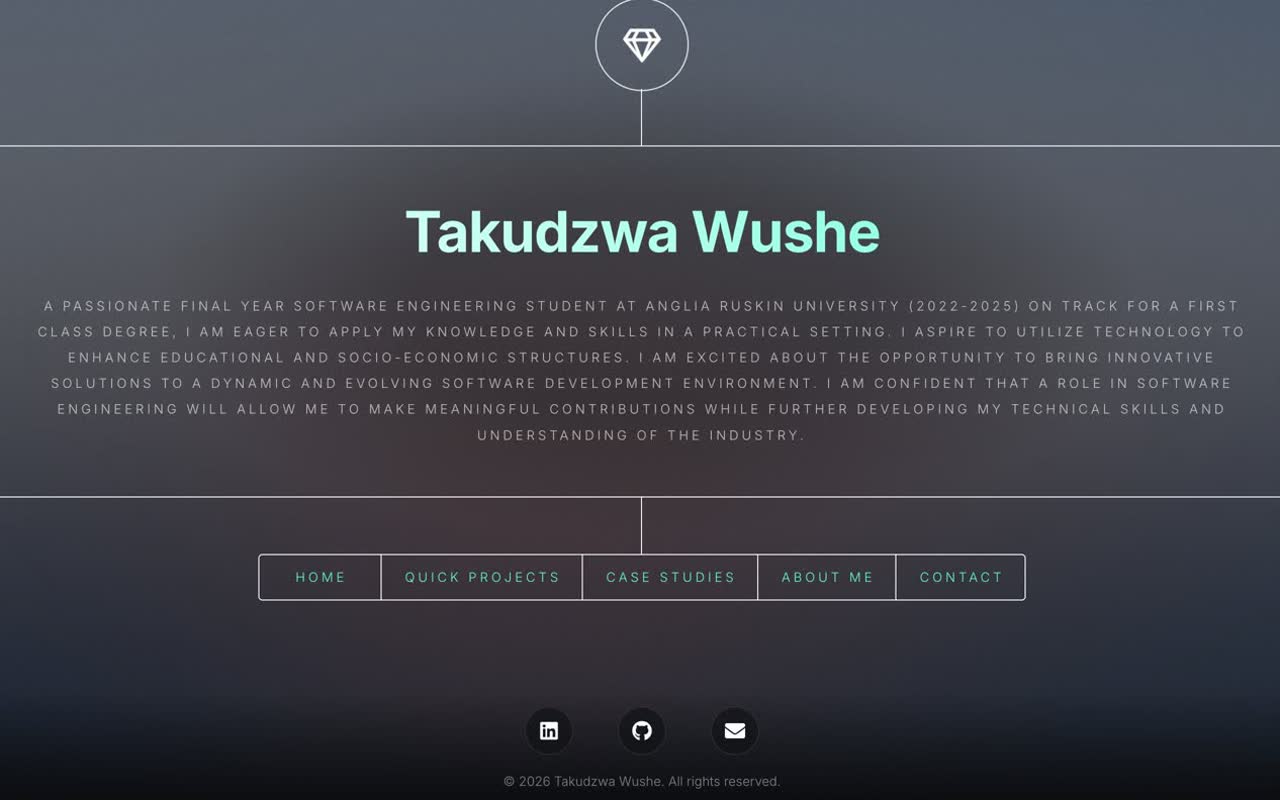 Takudzwa Wushe
A PASSIONATE FINAL YEAR SOFTWARE ENGINEERING STUDENT AT ANGLIA RUSKIN UNIVERSITY (2022-2025) ON TRACK FOR A FIRST
CLASS DEGREE, I AM EAGER TO APPLY MY KNOWLEDGE AND SKILLS IN A PRACTICAL SETTING. I ASPIRE TO UTILIZE TECHNOLOGY TO
ENHANCE EDUCATIONAL AND SOCIO-ECONOMIC STRUCTURES. I AM EXCITED ABOUT THE OPPORTUNITY TO BRING INNOVATIVE
SOLUTIONS TO A DYNAMIC AND EVOLVING SOFTWARE DEVELOPMENT ENVIRONMENT. I AM CONFIDENT THAT A ROLE IN SOFTWARE
ENGINEERING WILL ALLOW ME TO MAKE MEANINGFUL CONTRIBUTIONS WHILE FURTHER DEVELOPING MY TECHNICAL SKILLS AND
UNDERSTANDING OF THE INDUSTRY.
HOME QUICK PROJECTS CASE STUDIES ABOUT ME CONTACT
© 2026 Takudzwa Wushe. All rights reserved.